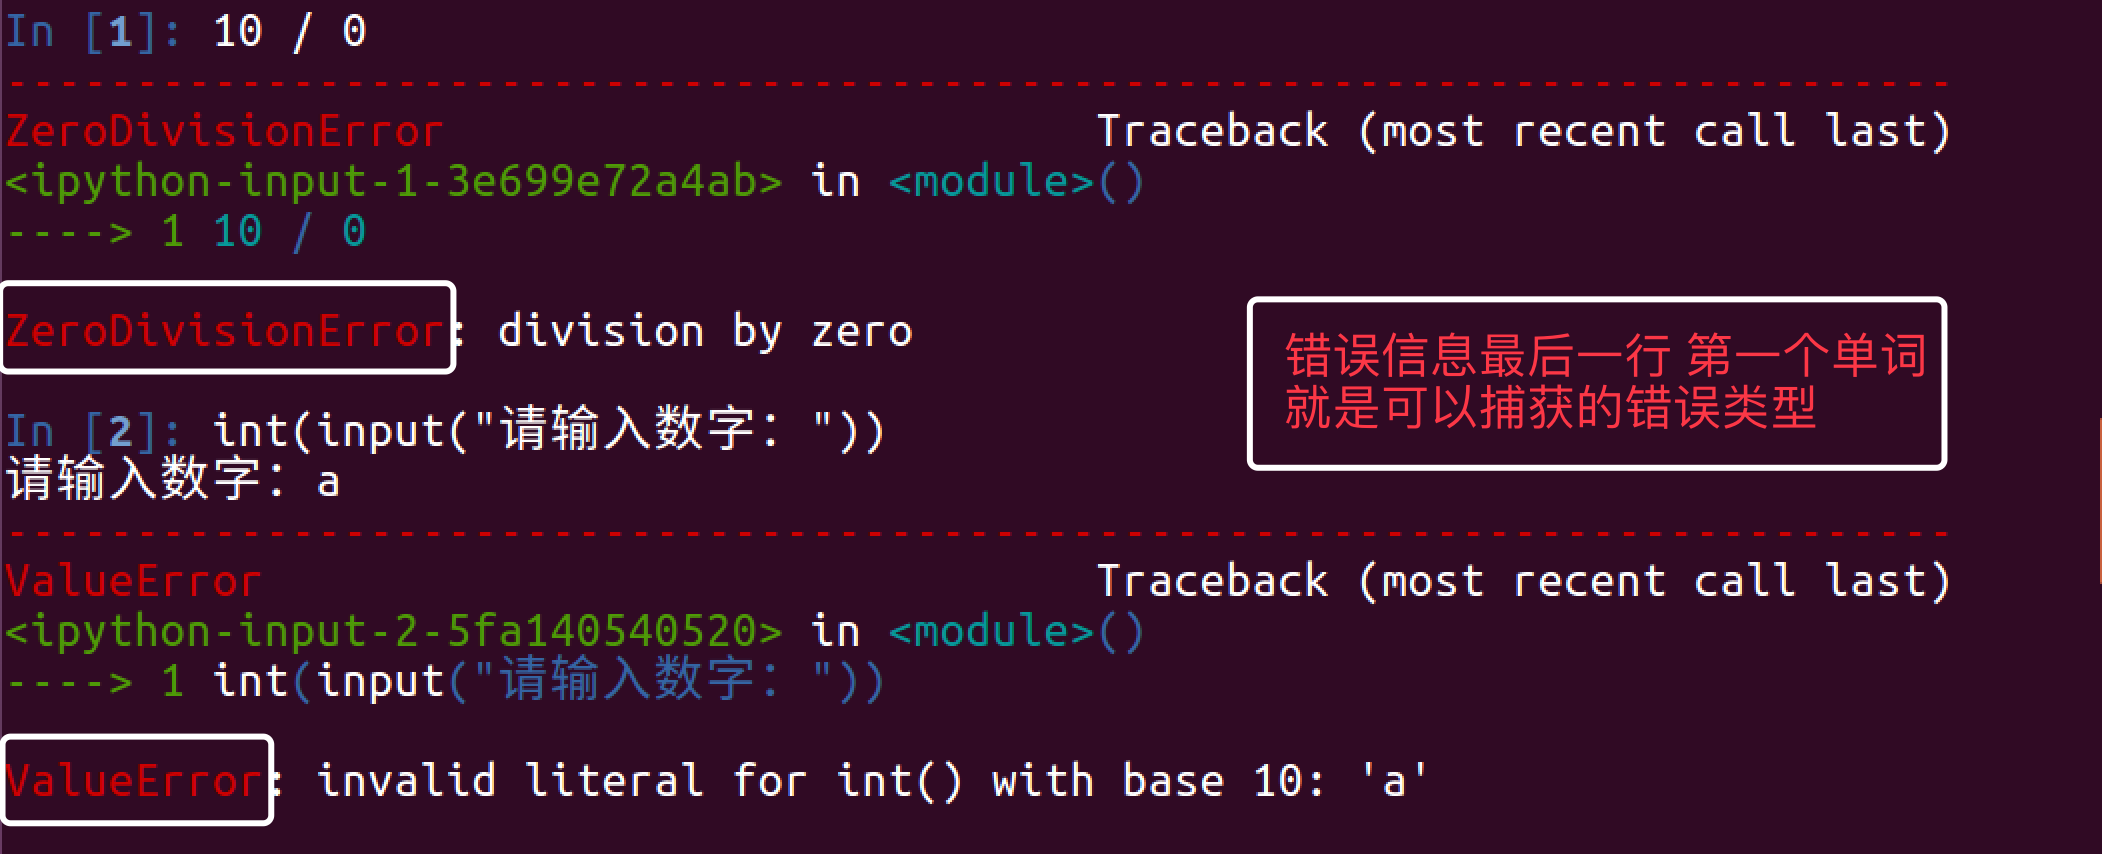 In [1]: 10 / 0
---------------------------------------------------------------------------
ZeroDivisionError Traceback (most recent call last)
<ipython-input-1-3e699e72a4ab> in <module>()
----> 1 10 / 0
ZeroDivisionError: division by zero
错误信息最后一行 第一个单词
就是可以捕获的错误类型
In [2]: int(input("请输入数字："))
请输入数字：a
---------------------------------------------------------------------------
ValueError Traceback (most recent call last)
<ipython-input-2-5fa140540520> in <module>()
----> 1 int(input("请输入数字："))
ValueError: invalid literal for int() with base 10: 'a'